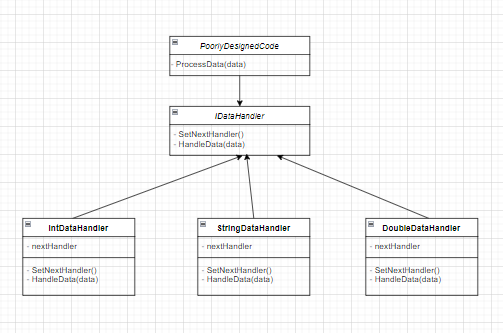 PoorlyDesignedCode
- ProcessData(data)
IDataHandler
- SetNextHandler()
- HandleData(data)
IntDataHandler
- nextHandler
- SetNextHandler()
- HandleData(data)
StringDataHandler
- nextHandler
- SetNextHandler()
- HandleData(data)
DoubleDataHandler
- nextHandler
- SetNextHandler()
- HandleData(data)